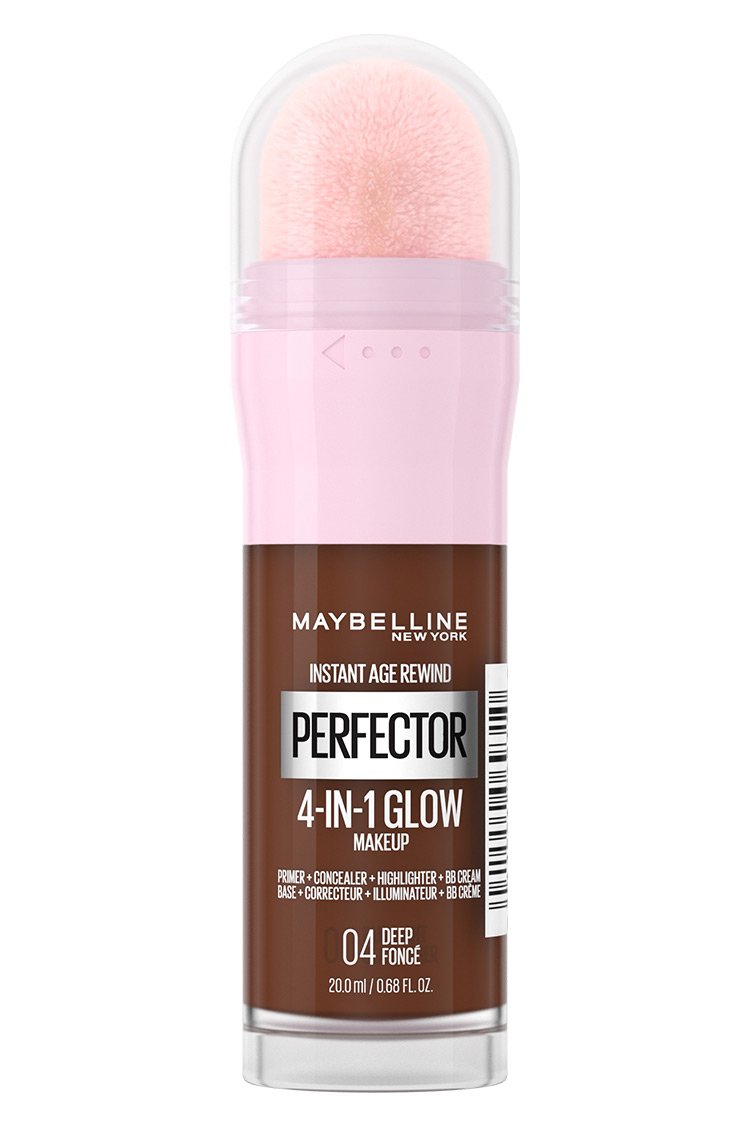 MAYBELLINE
NEW YORK
INSTANT AGE REWIND
PERFECTOR
4-IN-1 GLOW
MAKEUP
PRIMER + CONCEALER + HIGHLIGHTER + BB CREAM
BASE + CORRECTEUR + ILLUMINATEUR + BB CRÈME
04 DEEP
FONCÉ
20.0 ml / 0.68 FL. OZ.